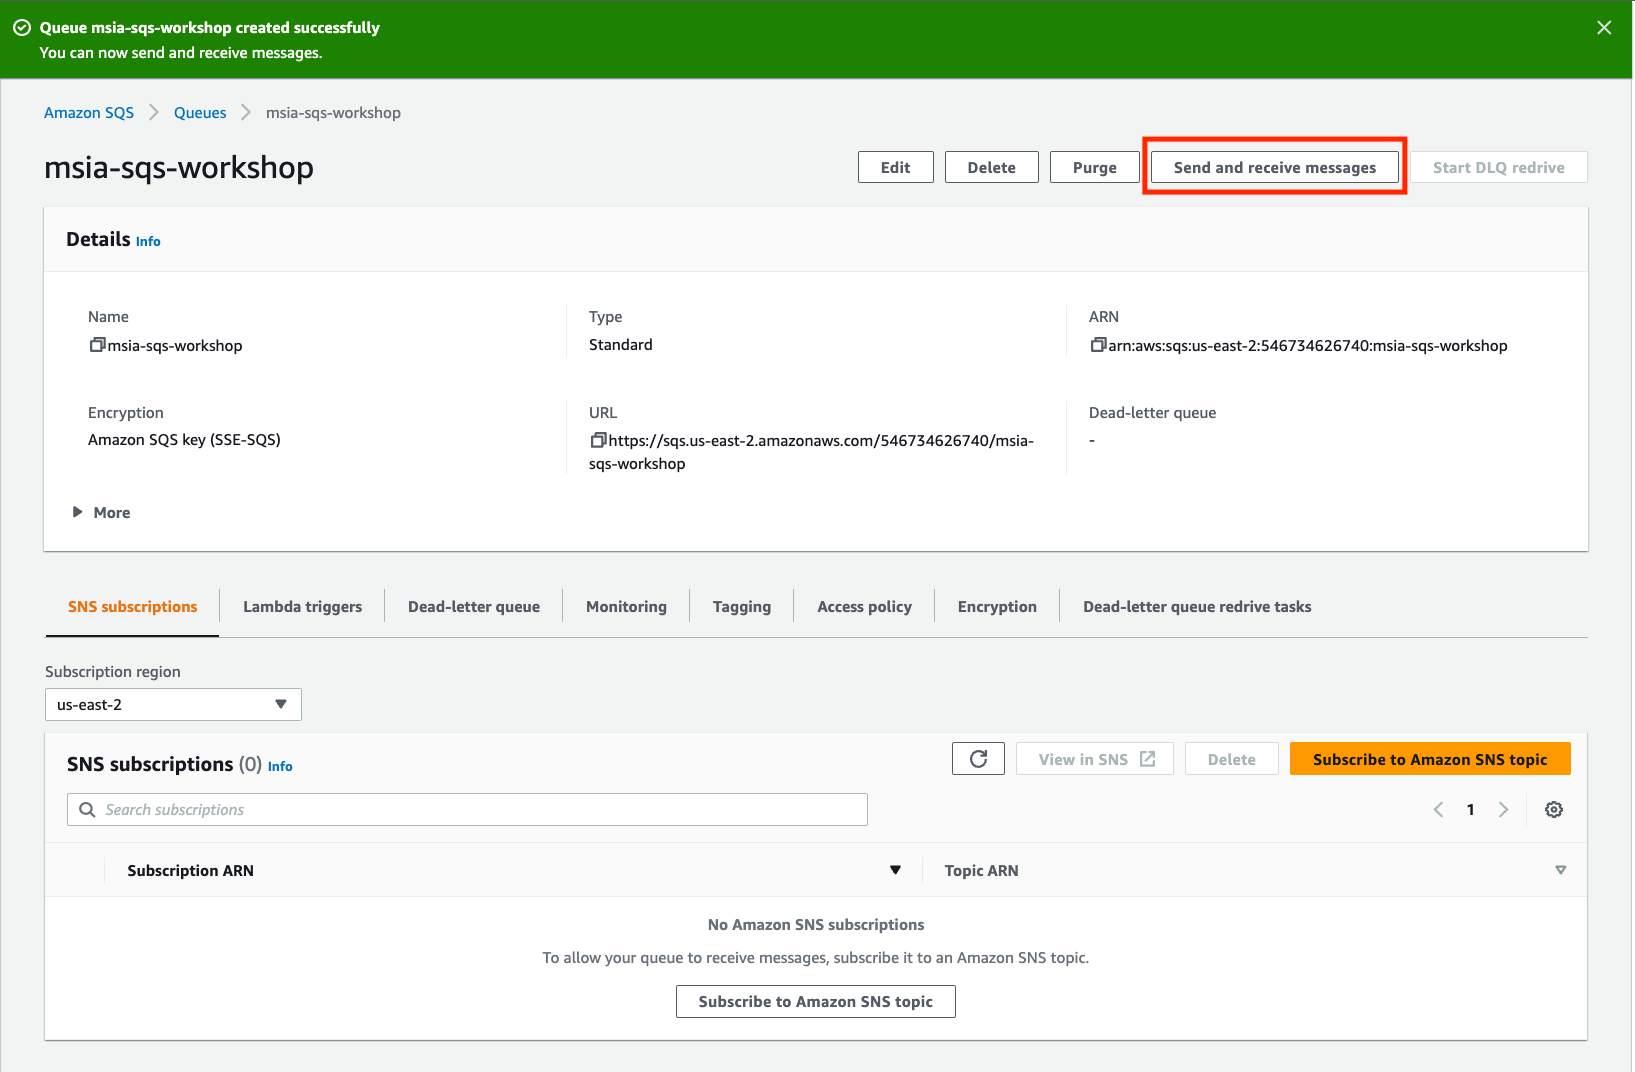 Queue msia-sqs-workshop created successfully
You can now send and receive messages.
Amazon SQS Queues msia-sqs-workshop
msia-sqs-workshop Edit Delete Purge Send and receive messages Start DLQ redrive
Details Info
Name Type ARN
msia-sqs-workshop Standard arn:aws:sqs:us-east-2:546734626740:msia-sqs-workshop
Encryption URL Dead-letter queue
Amazon SQS key (SSE-SQS) https://sqs.us-east-2.amazonaws.com/546734626740/msia- -
sqs-workshop
More
SNS subscriptions Lambda triggers Dead-letter queue Monitoring Tagging Access policy Encryption Dead-letter queue redrive tasks
Subscription region
us-east-2
SNS subscriptions (0) Info View in SNS Delete Subscribe to Amazon SNS topic
Search subscriptions 1
Subscription ARN Topic ARN
No Amazon SNS subscriptions
To allow your queue to receive messages, subscribe it to an Amazon SNS topic.
Subscribe to Amazon SNS topic